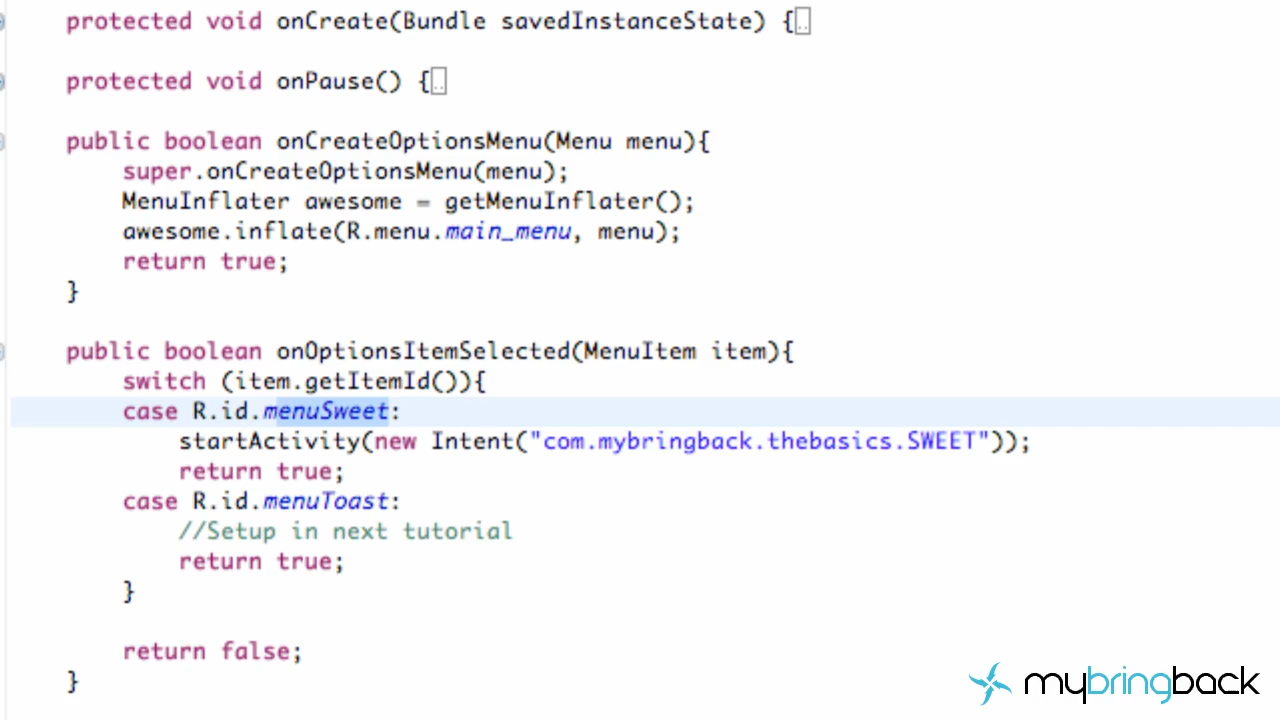 protected void onCreate(Bundle savedInstanceState) {..
protected void onPause() {..
public boolean onCreateOptionsMenu(Menu menu){
super.onCreateOptionsMenu(menu);
MenuInflater awesome = getMenuInflater();
awesome.inflate(R.menu.main_menu, menu);
return true;
}
public boolean onOptionsItemSelected(MenuItem item){
switch (item.getItemId()){
case R.id.menuSweet:
startActivity(new Intent("com.mybringback.thebasics.SWEET"));
return true;
case R.id.menuToast:
//Setup in next tutorial
return true;
}
return false;
}
mybringback